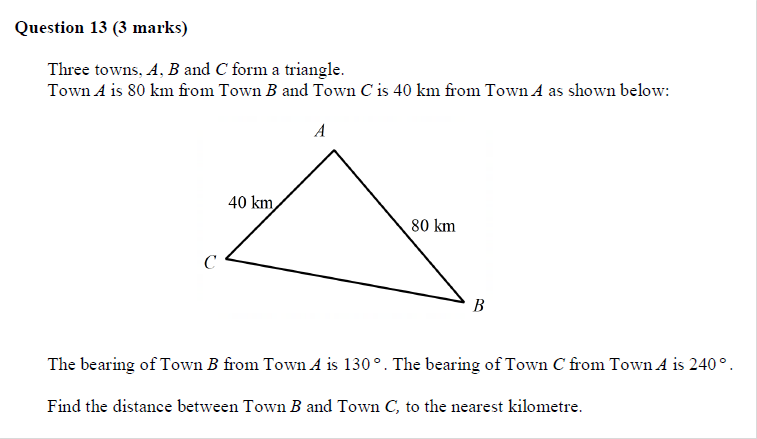 Question 13 (3 marks)
Three towns, A, B and C form a triangle.
Town A is 80 km from Town B and Town C is 40 km from Town A as shown below:
A
40 km
80 km
C
B
The bearing of Town B from Town A is 130°. The bearing of Town C from Town A is 240°.
Find the distance between Town B and Town C, to the nearest kilometre.